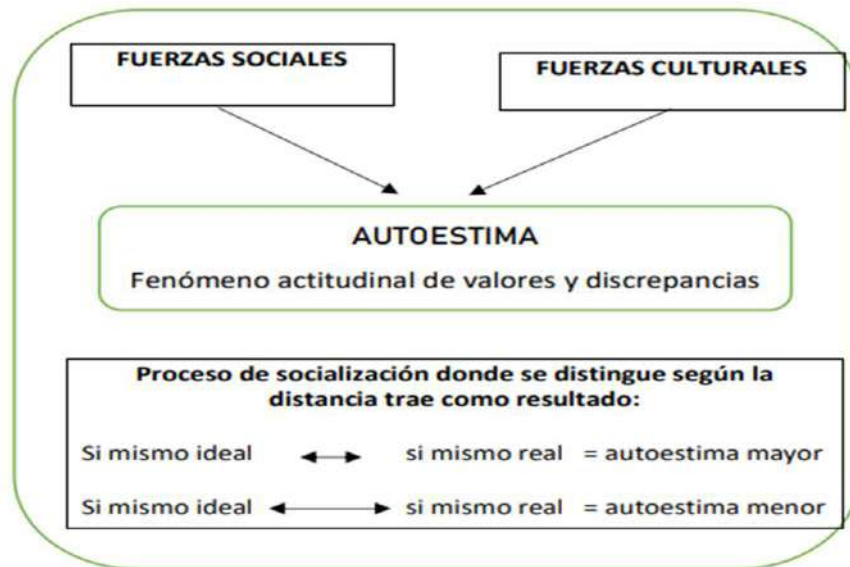 FUERZAS SOCIALES
FUERZAS CULTURALES
AUTOESTIMA
Fenómeno actitudinal de valores y discrepancias
Proceso de socialización donde se distingue según la
distancia trae como resultado:
Si mismo ideal si mismo real = autoestima mayor
Si mismo ideal si mismo real = autoestima menor